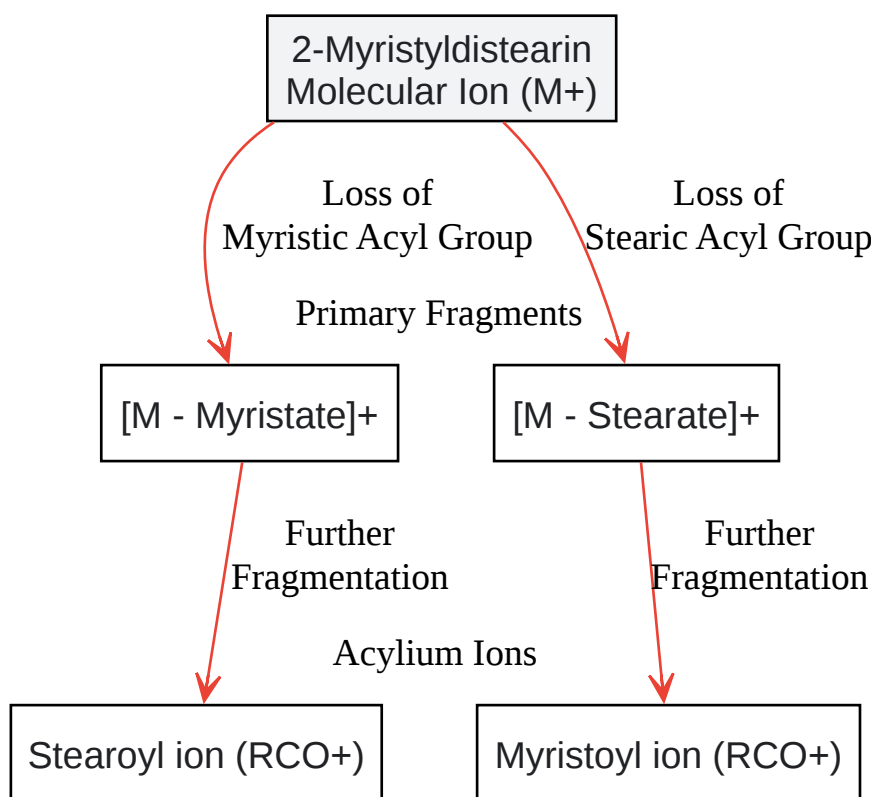 2-Myristyldistearin
Molecular Ion (M+)
Loss of
Myristic Acyl Group
Loss of
Stearic Acyl Group
Primary Fragments
[M - Myristate]+
[M - Stearate]+
Further
Fragmentation
Further
Fragmentation
Acylium Ions
Stearoyl ion (RCO+)
Myristoyl ion (RCO+)